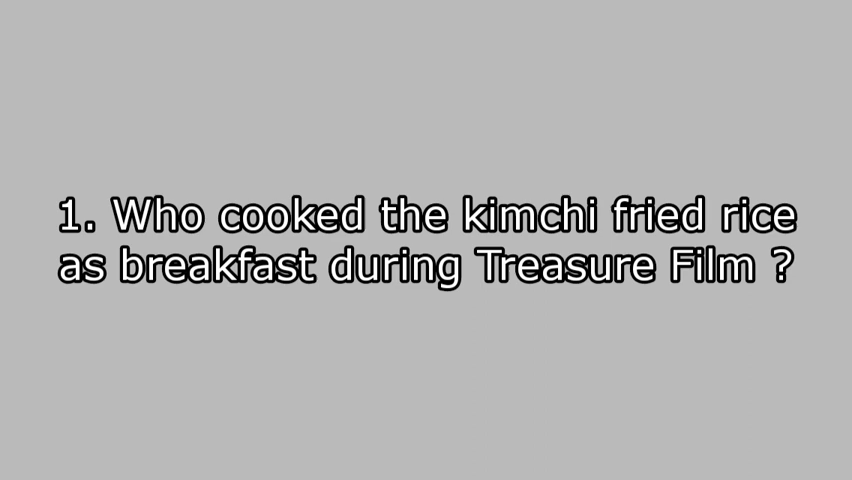 1. Who cooked the kimchi fried rice
as breakfast during Treasure Film ?